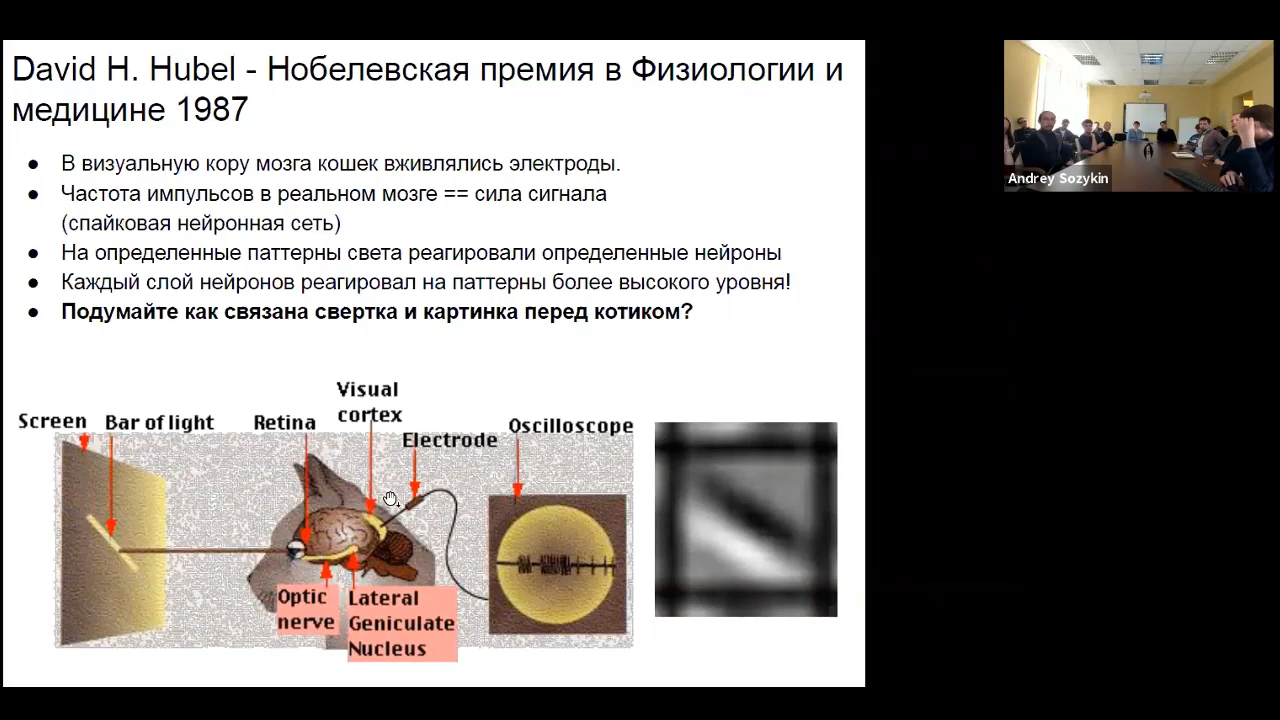 David H. Hubel - Нобелевская премия в Физиологии и
медицине 1987
● В визуальную кору мозга кошек вживлялись электроды.
● Частота импульсов в реальном мозге == сила сигнала
(спайковая нейронная сеть)
● На определенные паттерны света реагировали определенные нейроны
● Каждый слой нейронов реагировал на паттерны более высокого уровня!
● Подумайте как связана свертка и картинка перед котиком?
Screen
Bar of light
Retina
Visual
cortex
Electrode
Oscilloscope
Optic
nerve
Lateral
Geniculate
Nucleus
Andrey Sozykin